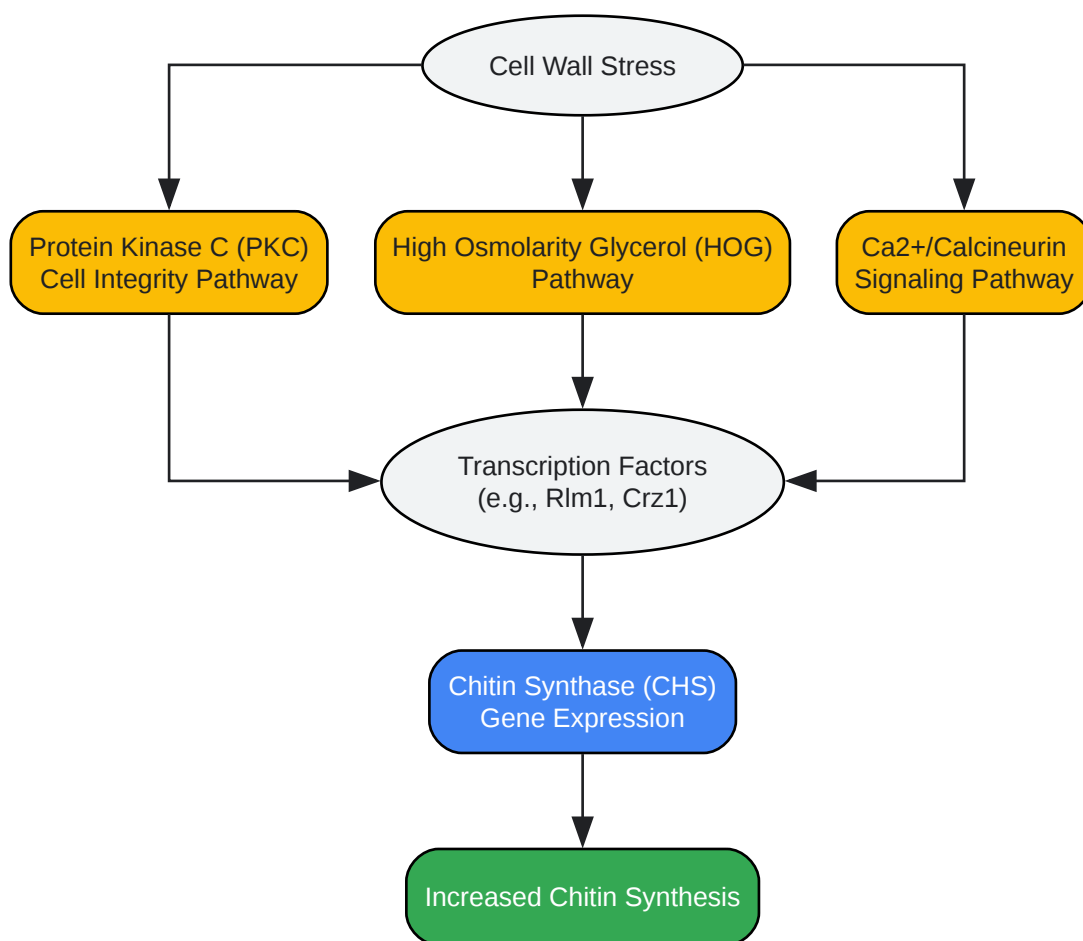 Cell Wall Stress
Protein Kinase C (PKC)
Cell Integrity Pathway
High Osmolarity Glycerol (HOG)
Pathway
Ca2+/Calcineurin
Signaling Pathway
Transcription Factors
(e.g., Rlm1, Crz1)
Chitin Synthase (CHS)
Gene Expression
Increased Chitin Synthesis